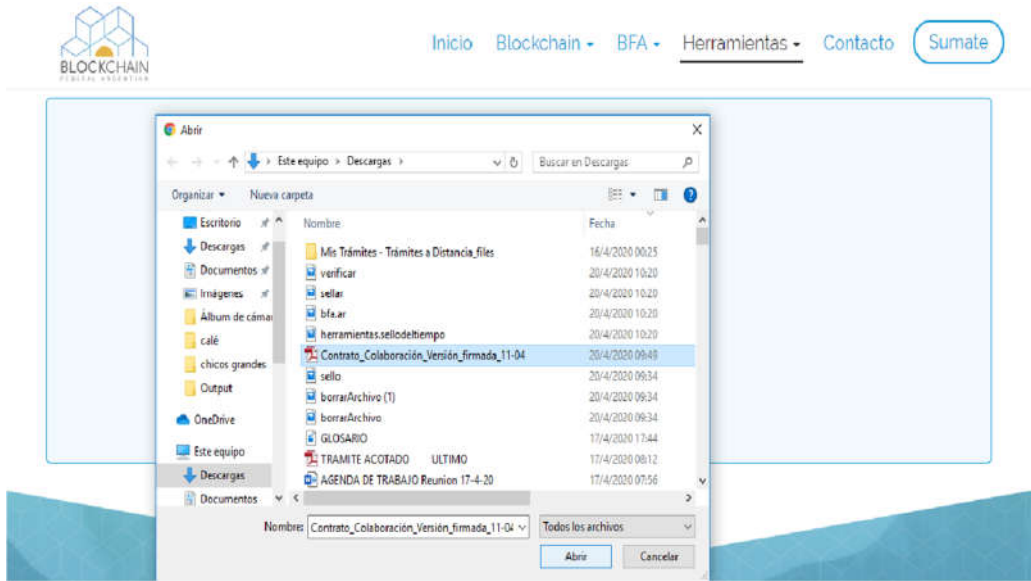 BLOCKCHAIN
FEDERAL ARGENTINA
Inicio Blockchain BFA Herramientas Contacto Sumate
Abrir
Este equipo > Descargas >
Buscar en Descargas
Organizar
Nueva carpeta
Nombre Fecha
Escritorio
Descargas
Documentos
Imágenes
Álbum de cámar
calé
chicos grandes
Output
OneDrive
Este equipo
Descargas
Documentos
Mis Trámites - Trámites a Distancia_files 16/4/2020 00:25
verificar 20/4/2020 10:20
sellar 20/4/2020 10:20
bfa.ar 20/4/2020 10:20
herramientas.sellodeltiempo 20/4/2020 10:20
Contrato_Colaboración_Versión_firmada_11-04 20/4/2020 09:49
sello 20/4/2020 09:34
borrarArchivo (1) 20/4/2020 09:34
borrarArchivo 20/4/2020 09:34
GLOSARIO 17/4/2020 17:44
TRAMITE ACOTADO ULTIMO 17/4/2020 08:12
AGENDA DE TRABAJO Reunion 17-4-20 17/4/2020 07:56
Nombre: Contrato_Colaboración_Versión_firmada_11-04
Todos los archivos
Abrir
Cancelar